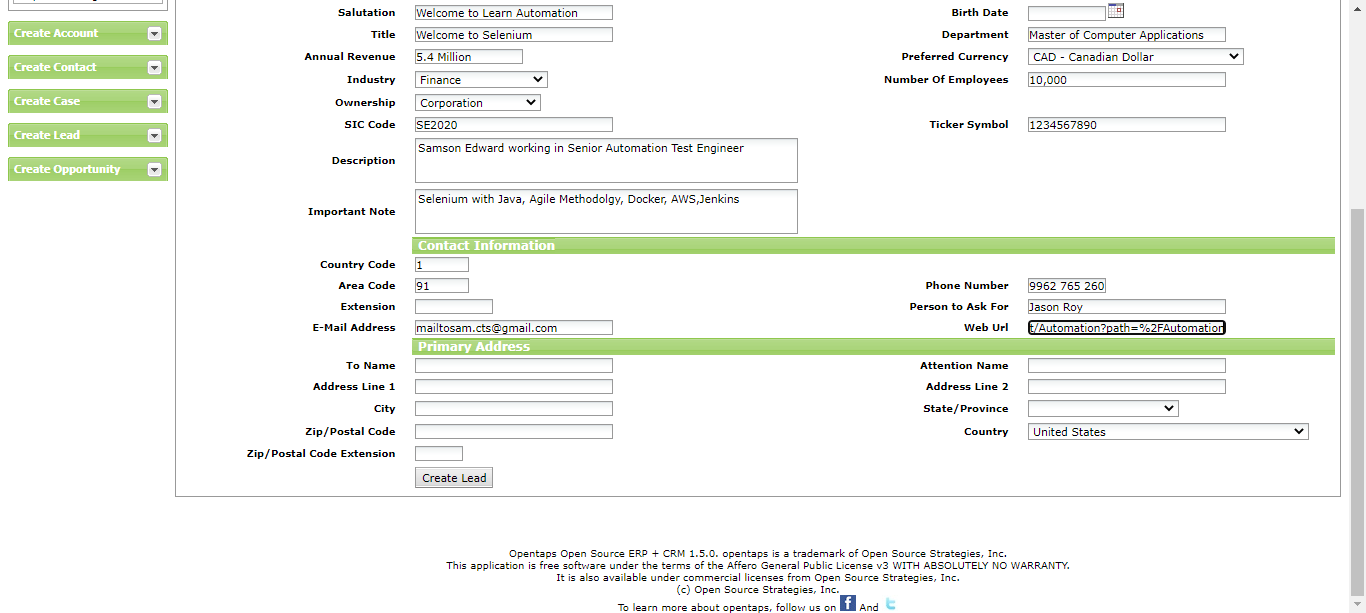 Create Account
Create Contact
Create Case
Create Lead
Create Opportunity
Salutation Welcome to Learn Automation Birth Date
Title Welcome to Selenium Department Master of Computer Applications
Annual Revenue 5.4 Million Preferred Currency CAD - Canadian Dollar
Industry Finance Number Of Employees 10,000
Ownership Corporation
SIC Code SE2020 Ticker Symbol 1234567890
Description Samson Edward working in Senior Automation Test Engineer
Important Note Selenium with Java, Agile Methodolgy, Docker, AWS,Jenkins
Contact Information
Country Code 1
Area Code 91 Phone Number 9962 765 260
Extension Person to Ask For Jason Roy
E-Mail Address mailtosam.cts@gmail.com Web Url t/Automation?path=%2FAutomation
Primary Address
To Name Attention Name
Address Line 1 Address Line 2
City State/Province
Zip/Postal Code Country United States
Zip/Postal Code Extension
Create Lead
Opentaps Open Source ERP + CRM 1.5.0. opentaps is a trademark of Open Source Strategies, Inc.
This application is free software under the terms of the Affero General Public License v3 WITH ABSOLUTELY NO WARRANTY.
It is also available under commercial licenses from Open Source Strategies, Inc.
(c) Open Source Strategies, Inc.
To learn more about opentaps, follow us on f And t